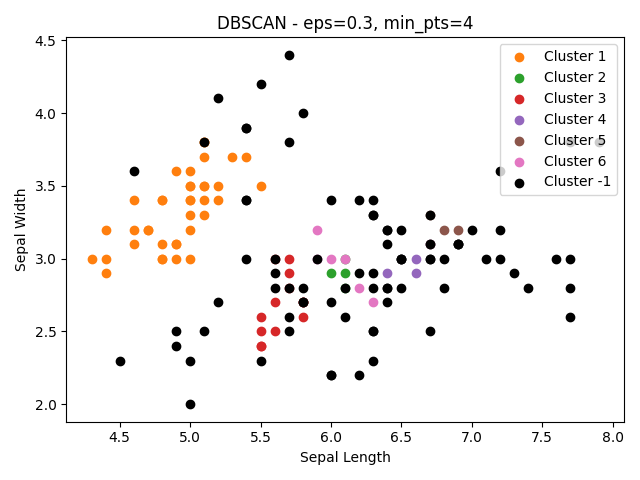 DBSCAN - eps=0.3, min_pts=4
4.5
4.0
3.5
3.0
2.5
2.0
Sepal Width
Cluster 1
Cluster 2
Cluster 3
Cluster 4
Cluster 5
Cluster 6
Cluster -1
4.5 5.0 5.5 6.0 6.5 7.0 7.5 8.0
Sepal Length